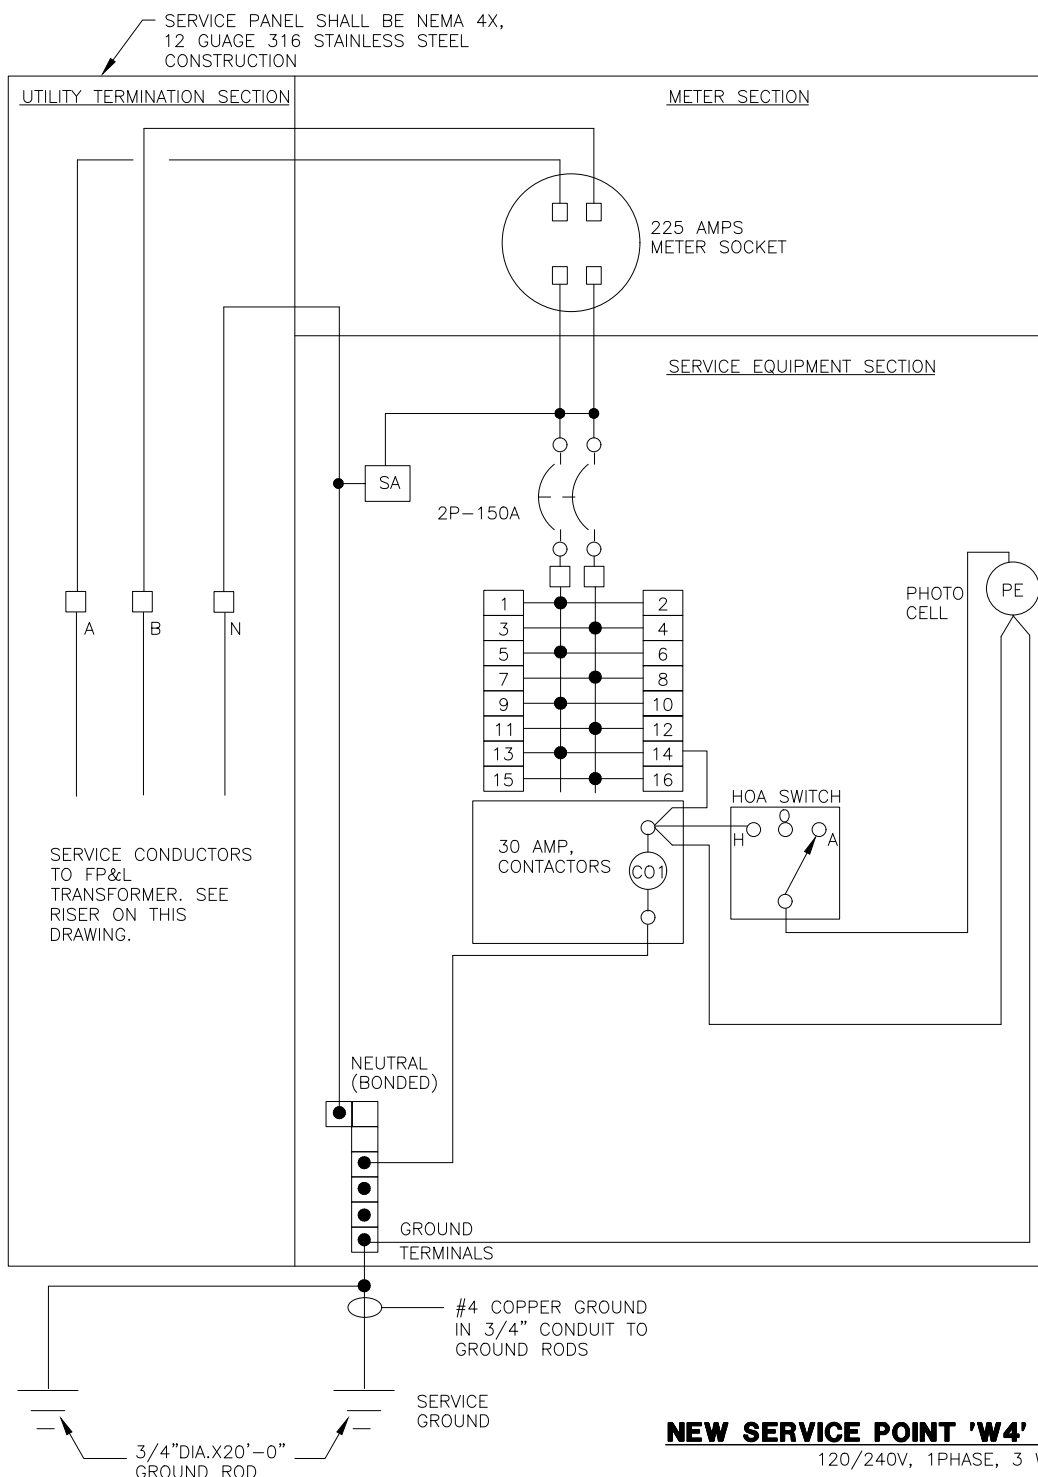 SERVICE PANEL SHALL BE NEMA 4X,
12 GUAGE 316 STAINLESS STEEL
CONSTRUCTION
UTILITY TERMINATION SECTION
METER SECTION
225 AMPS
METER SOCKET
SERVICE EQUIPMENT SECTION
SA
2P-150A
A
B
N
PHOTO
CELL
PE
1 2
3 4
5 6
7 8
9 10
11 12
13 14
15 16
HOA SWITCH
O
H
A
30 AMP,
CONTACTORS
CO1
SERVICE CONDUCTORS
TO FP&L
TRANSFORMER. SEE
RISER ON THIS
DRAWING.
NEUTRAL
(BONDED)
GROUND
TERMINALS
#4 COPPER GROUND
IN 3/4" CONDUIT TO
GROUND RODS
SERVICE
GROUND
3/4"DIA.X20'-0"
GROUND ROD
NEW SERVICE POINT 'W4'
120/240V, 1PHASE, 3